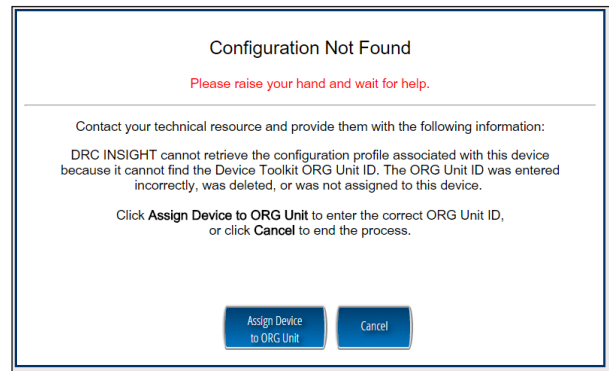 Configuration Not Found
Please raise your hand and wait for help.
Contact your technical resource and provide them with the following information:
DRC INSIGHT cannot retrieve the configuration profile associated with this device
because it cannot find the Device Toolkit ORG Unit ID. The ORG Unit ID was entered
incorrectly, was deleted, or was not assigned to this device.
Click Assign Device to ORG Unit to enter the correct ORG Unit ID,
or click Cancel to end the process.
Assign Device
to ORG Unit
Cancel